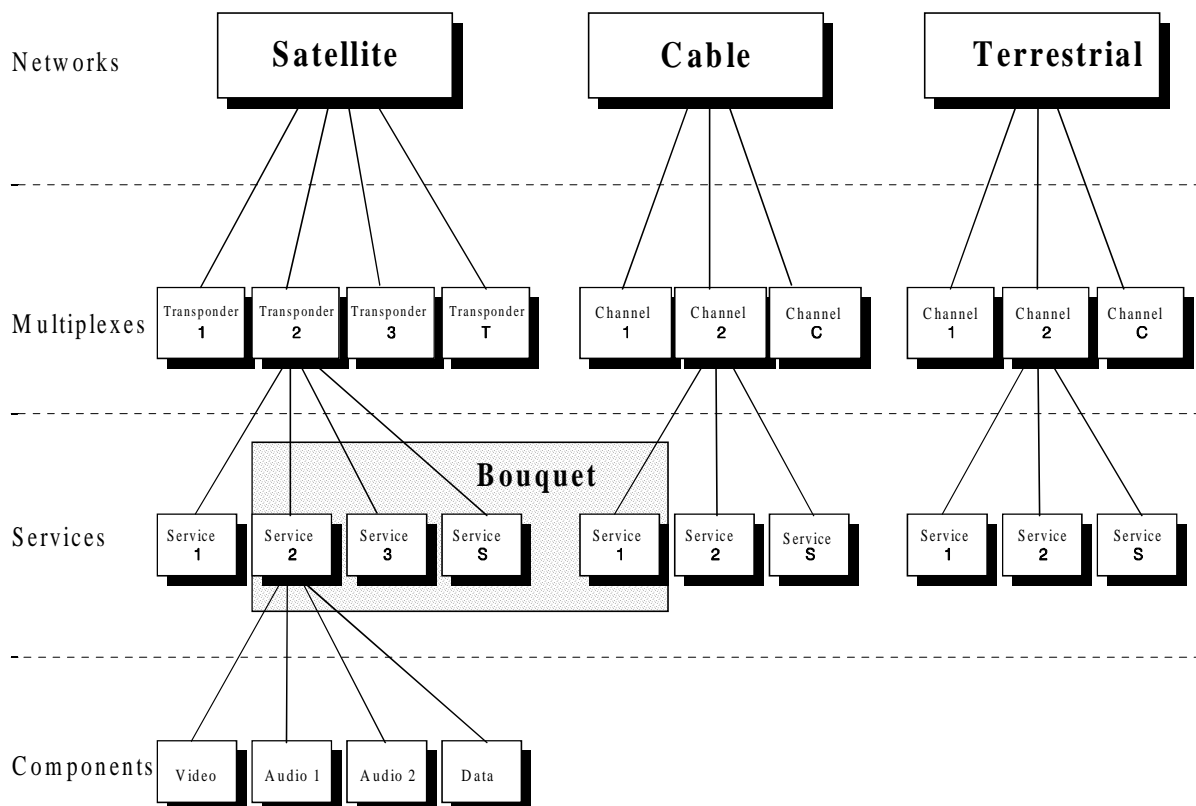 Networks
Satellite
Cable
Terrestrial
Multiplexes
Transponder
1
Transponder
2
Transponder
3
Transponder
T
Channel
1
Channel
2
Channel
C
Channel
1
Channel
2
Channel
C
Bouquet
Services
Service
1
Service
2
Service
3
Service
S
Service
1
Service
2
Service
S
Service
1
Service
2
Service
S
Components
Video
Audio 1
Audio 2
Data